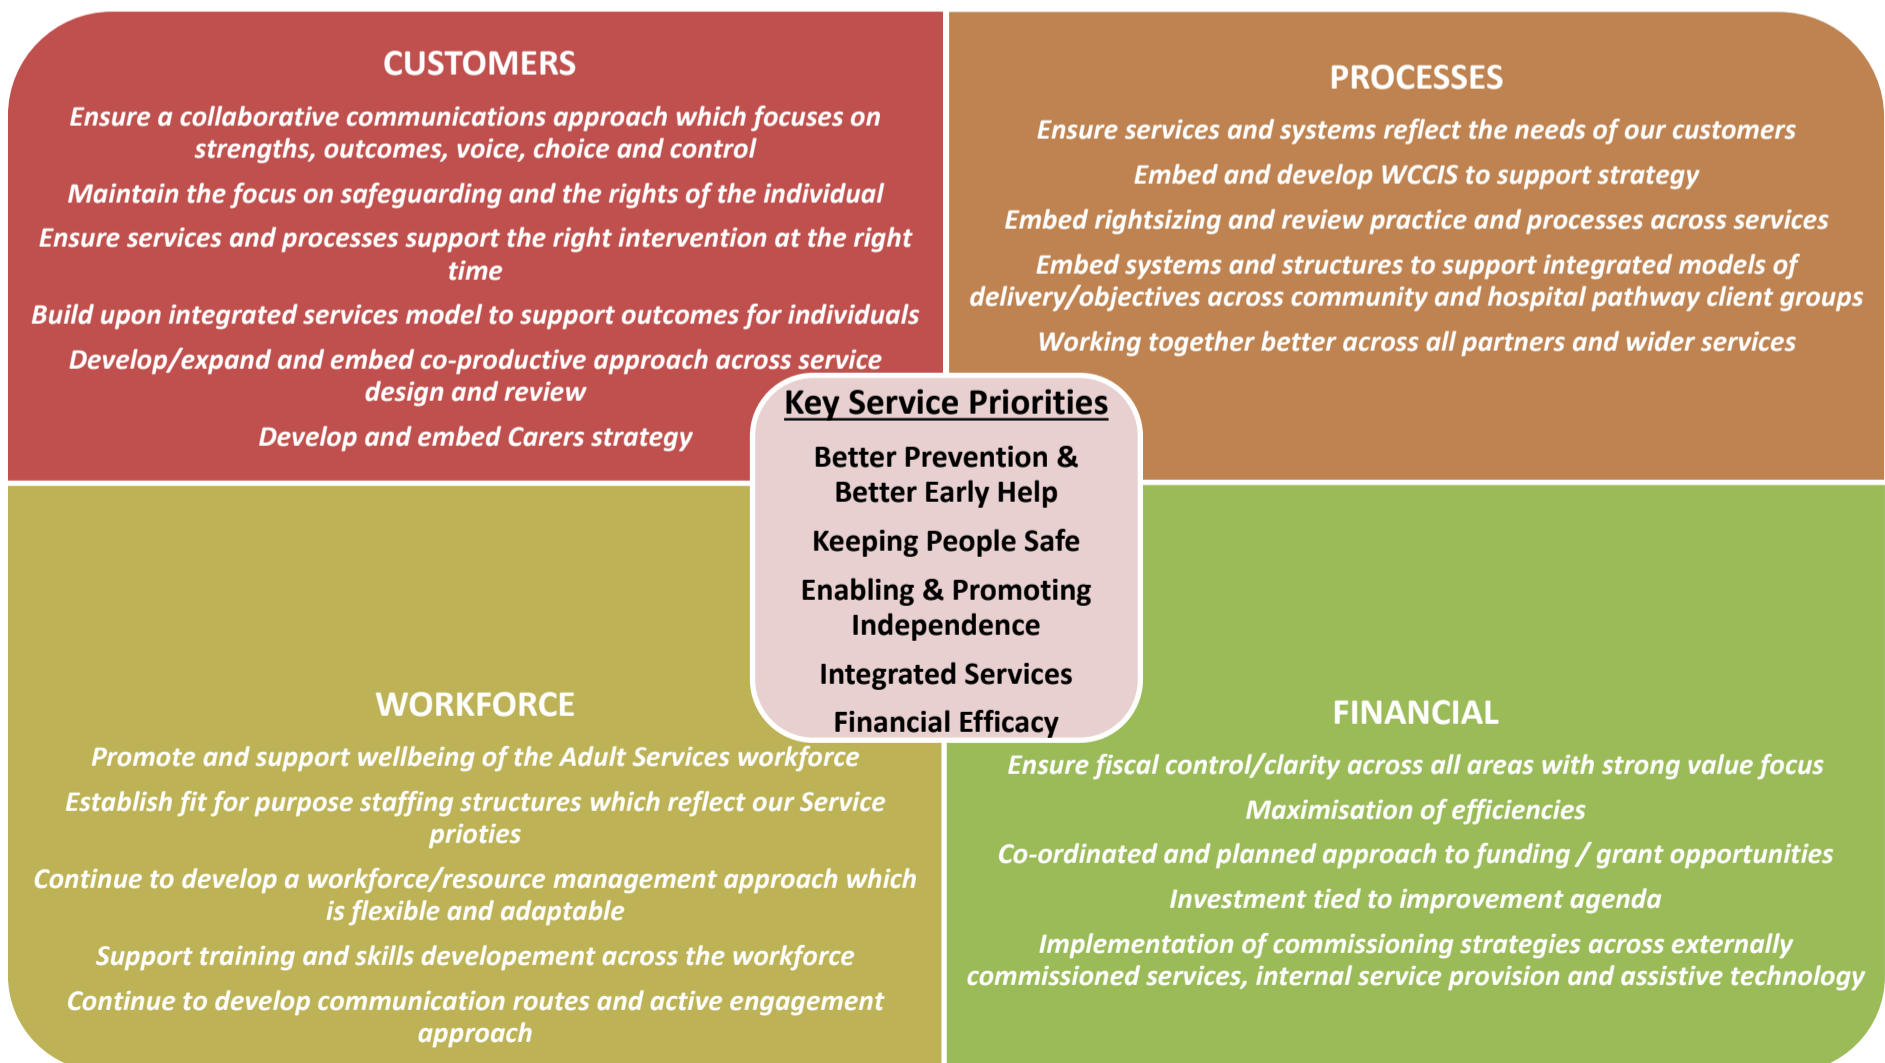 CUSTOMERS
Ensure a collaborative communications approach which focuses on
strengths, outcomes, voice, choice and control
Maintain the focus on safeguarding and the rights of the individual
Ensure services and processes support the right intervention at the right
time
Build upon integrated services model to support outcomes for individuals
Develop/expand and embed co-productive approach across service
design and review
Develop and embed Carers strategy
PROCESSES
Ensure services and systems reflect the needs of our customers
Embed and develop WCCIS to support strategy
Embed rightsizing and review practice and processes across services
Embed systems and structures to support integrated models of
delivery/objectives across community and hospital pathway client groups
Working together better across all partners and wider services
Key Service Priorities
Better Prevention &
Better Early Help
Keeping People Safe
Enabling & Promoting
Independence
Integrated Services
Financial Efficacy
WORKFORCE
Promote and support wellbeing of the Adult Services workforce
Establish fit for purpose staffing structures which reflect our Service
prioties
Continue to develop a workforce/resource management approach which
is flexible and adaptable
Support training and skills developement across the workforce
Continue to develop communication routes and active engagement
approach
FINANCIAL
Ensure fiscal control/clarity across all areas with strong value focus
Maximisation of efficiencies
Co-ordinated and planned approach to funding / grant opportunities
Investment tied to improvement agenda
Implementation of commissioning strategies across externally
commissioned services, internal service provision and assistive technology